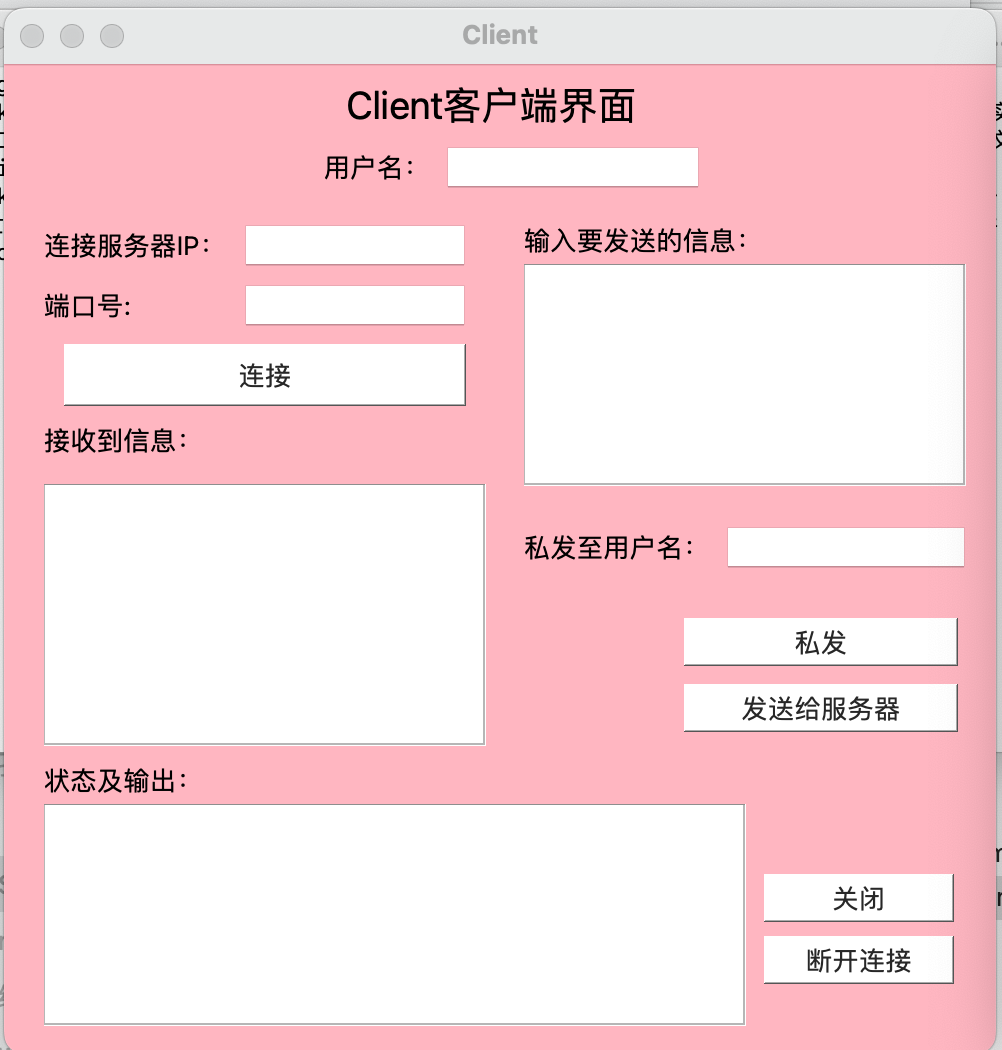 Client
Client客户端界面
用户名：
连接服务器IP：
端口号:
连接
接收到信息：
输入要发送的信息：
私发至用户名：
私发
发送给服务器
状态及输出：
关闭
断开连接